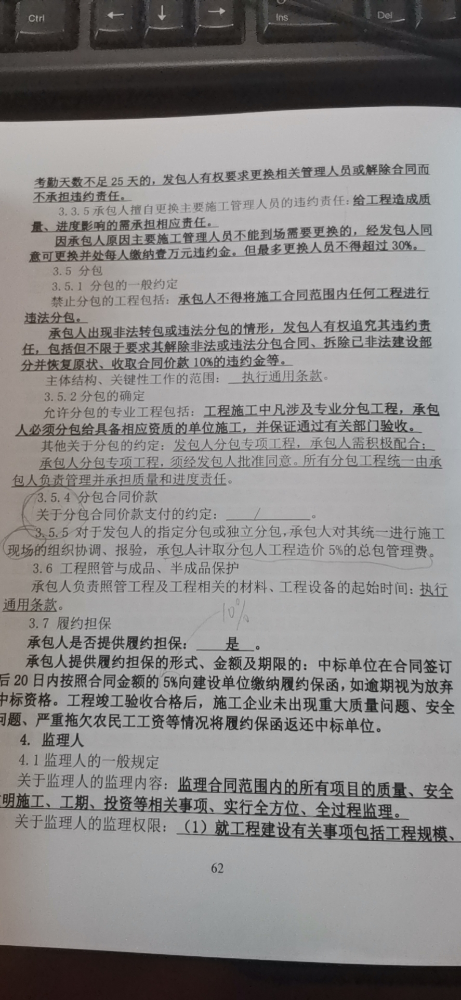 Ctrl
←
↓
→
Ins
Del
考勤天数不足 25 天的，发包人有权要求更换相关管理人员或解除合同而
不承担违约责任。
3.3.5承包人擅自更换主要施工管理人员的违约责任：给工程造成质
量、进度影响的需承担相应责任。
因承包人原因主要施工管理人员不能到场需要更换的，经发包人同
意可更换并处每人缴纳壹万元违约金。但最多更换人员不得超过 30%。
3.5 分包
3.5.1 分包的一般约定
禁止分包的工程包括：承包人不得将施工合同范围内任何工程进行
违法分包。
承包人出现非法转包或违法分包的情形，发包人有权追究其违约责
任，包括但不限于要求其解除非法或违法分包合同、拆除已非法建设部
分并恢复原状、收取合同价款 10%的违约金等。
主体结构、关键性工作的范围： 执行通用条款。
3.5.2分包的确定
允许分包的专业工程包括：工程施工中凡涉及专业分包工程，承包
人必须分包给具备相应资质的单位施工，并保证通过有关部门验收。
其他关于分包的约定：发包人分包专项工程，承包人需积极配合；
承包人分包专项工程，须经发包人批准同意。所有分包工程统一由承
包人负责管理并承担质量和进度责任。
3.5.4 分包合同价款
关于分包合同价款支付的约定： / 。
3.5.5 对于发包人的指定分包或独立分包，承包人对其统一进行施工
现场的组织协调、报验，承包人计取分包人工程造价 5%的总包管理费。
3.6 工程照管与成品、半成品保护
承包人负责照管工程及工程相关的材料、工程设备的起始时间：执行
通用条款。
10%
3.7 履约担保
承包人是否提供履约担保： 是 。
承包人提供履约担保的形式、金额及期限的：中标单位在合同签订
后 20 日内按照合同金额的 5%向建设单位缴纳履约保函，如逾期视为放弃
中标资格。工程竣工验收合格后，施工企业未出现重大质量问题、安全
问题、严重拖欠农民工工资等情况将履约保函返还中标单位。
4. 监理人
4.1监理人的一般规定
关于监理人的监理内容：监理合同范围内的所有项目的质量、安全
明施工、工期、投资等相关事项、实行全方位、全过程监理。
关于监理人的监理权限：（1）就工程建设有关事项包括工程规模、
62